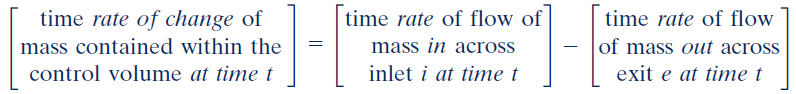 time rate of change of
mass contained within the
control volume at time t
=
time rate of flow of
mass in across
inlet i at time t
−
time rate of flow
of mass out across
exit e at time t